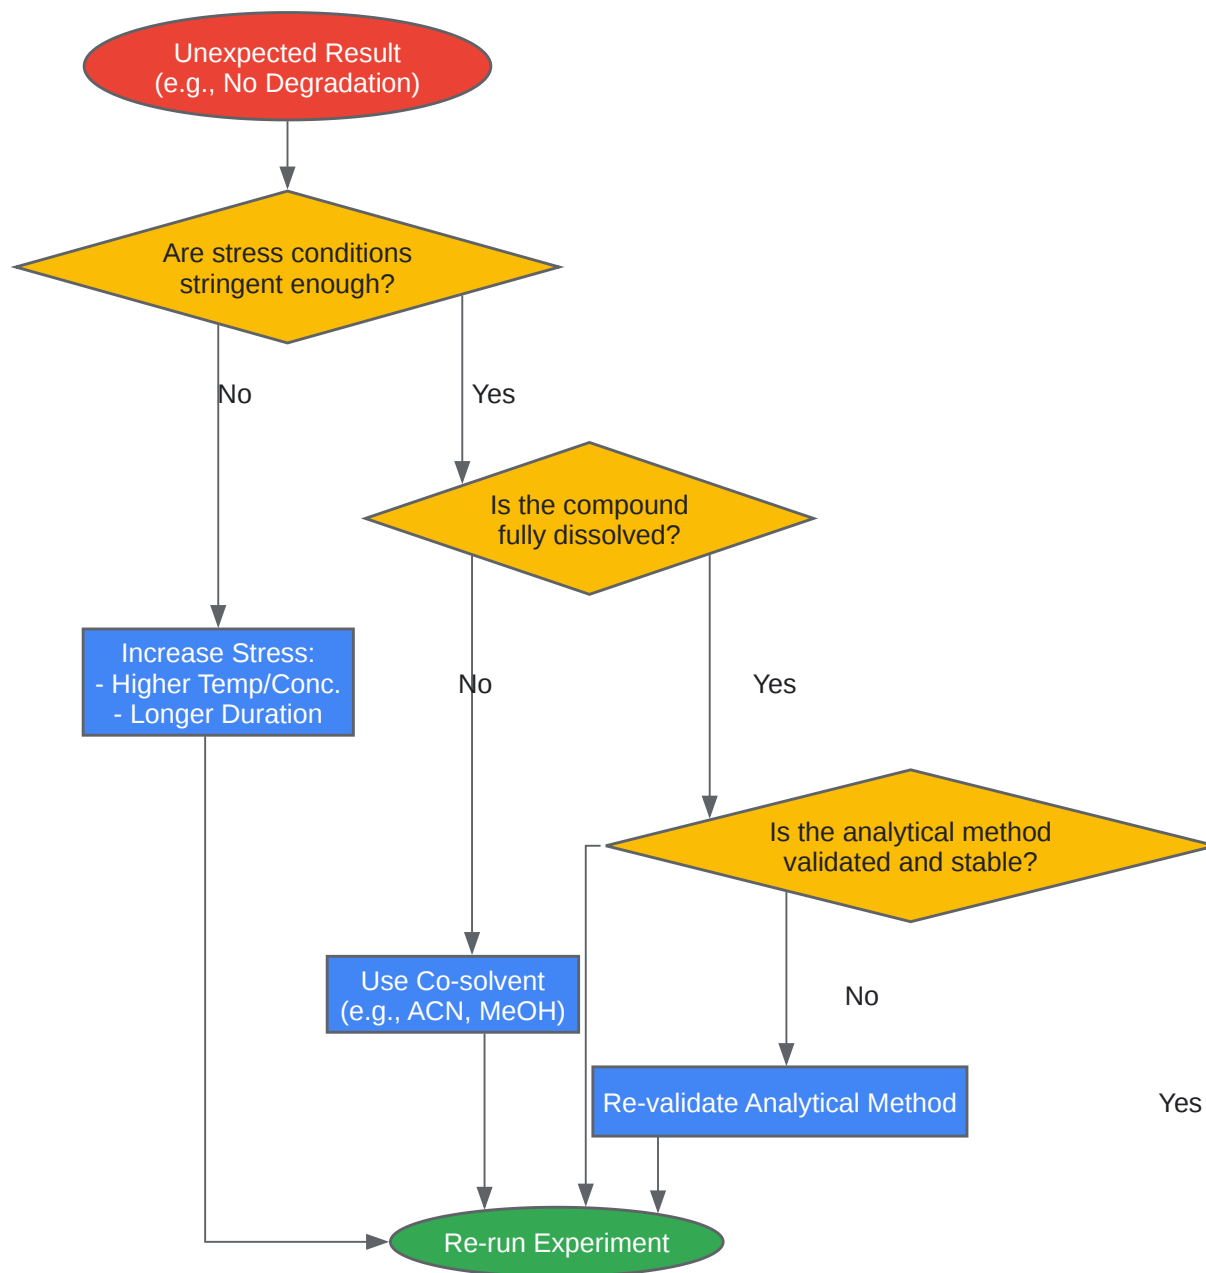 Unexpected Result
(e.g., No Degradation)
Are stress conditions
stringent enough?
No
Yes
Is the compound
fully dissolved?
Increase Stress:
- Higher Temp/Conc.
- Longer Duration
No
Yes
Is the analytical method
validated and stable?
Use Co-solvent
(e.g., ACN, MeOH)
No
Re-validate Analytical Method
Yes
Re-run Experiment